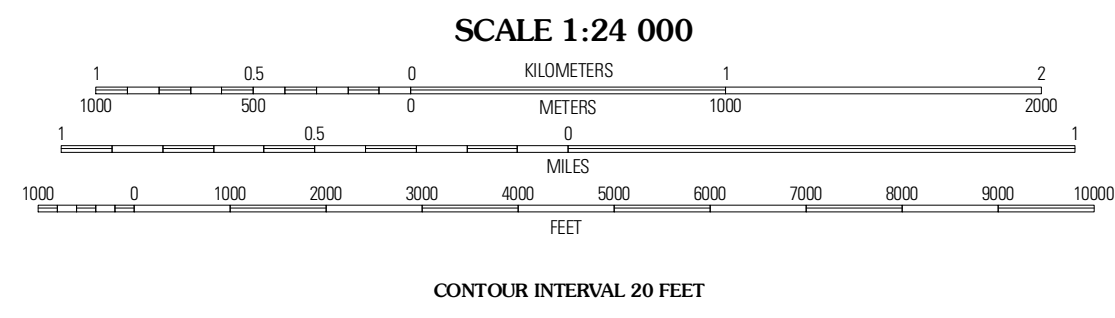 SCALE 1:24 000
1 0.5 0 KILOMETERS 1 2
1000 500 0 METERS 1000 2000
1 0.5 0 1
MILES
1000 0 1000 2000 3000 4000 5000 6000 7000 8000 9000 10000
FEET
CONTOUR INTERVAL 20 FEET